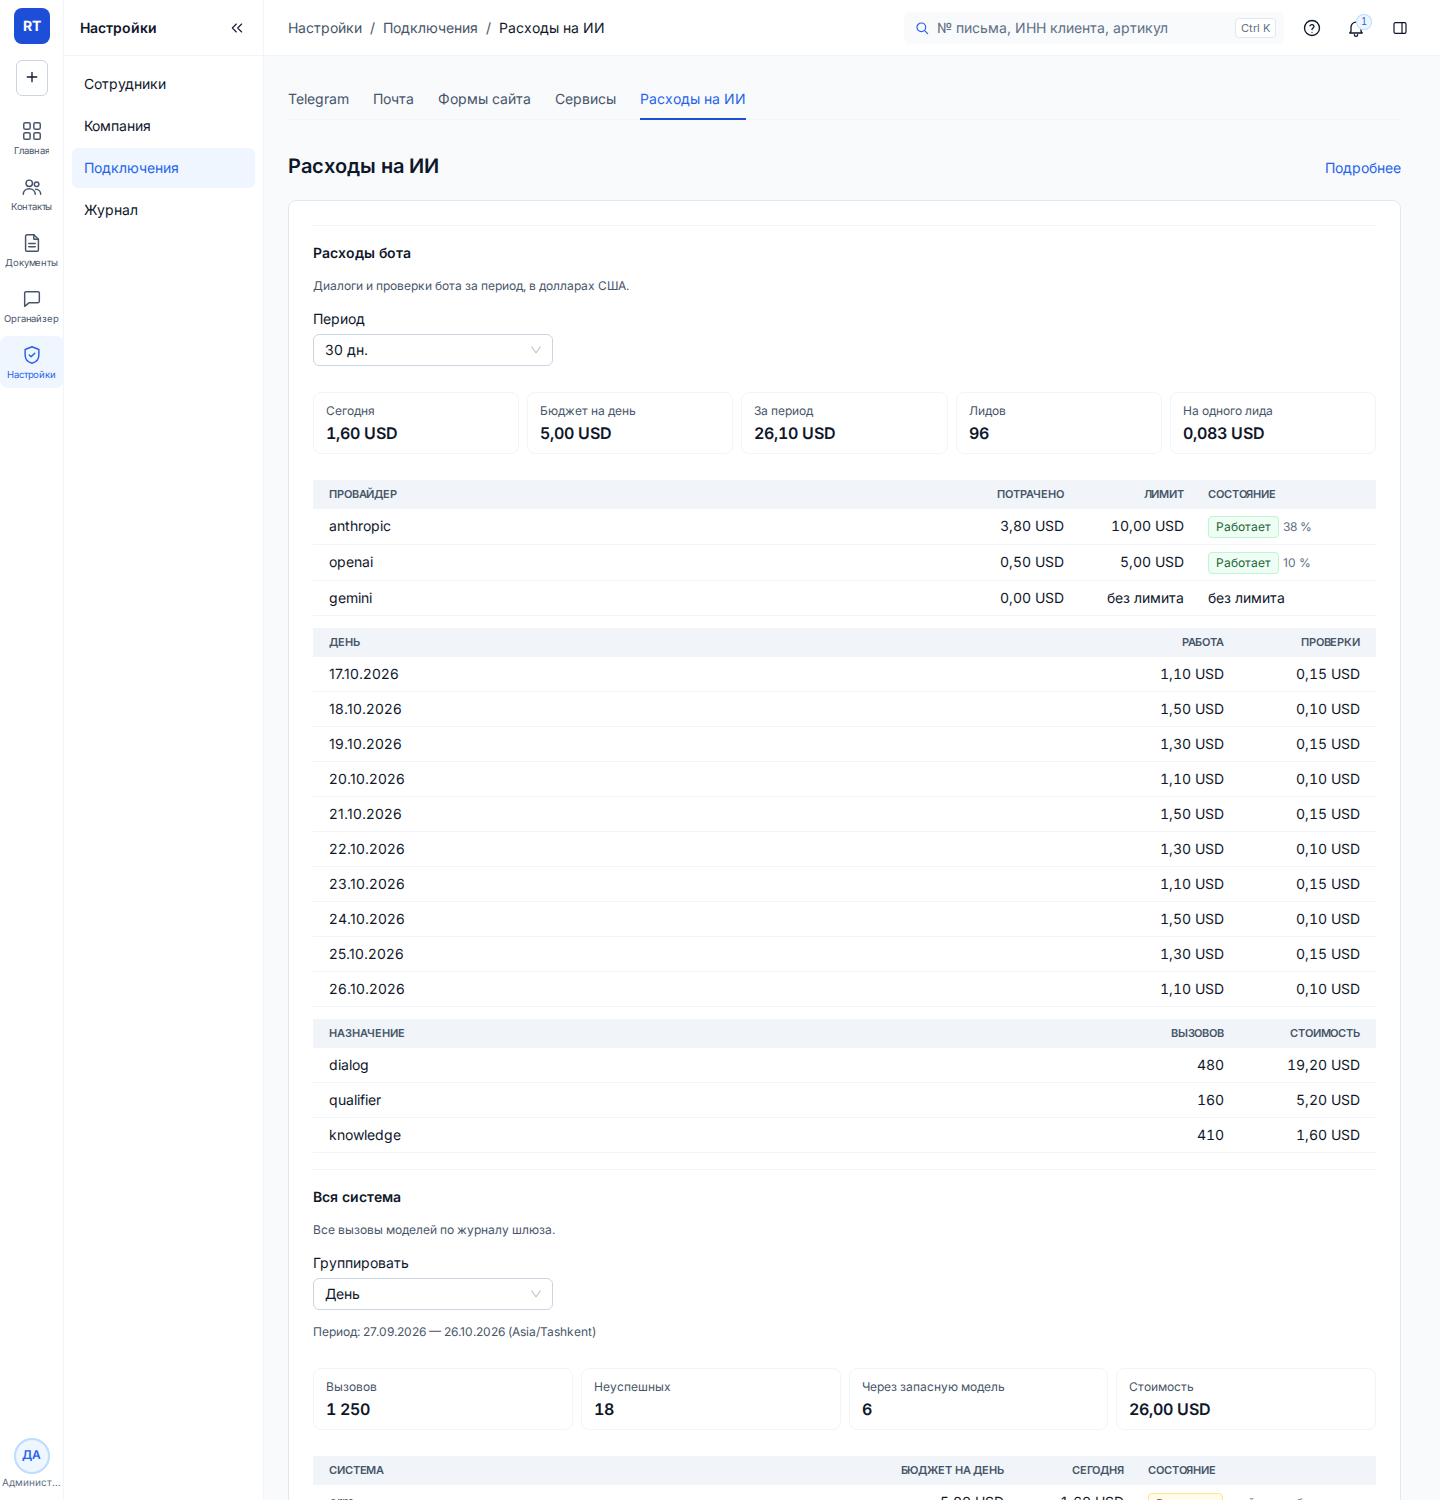 RT
Настройки
Настройки / Подключения / Расходы на ИИ
№ письма, ИНН клиента, артикул
Ctrl K
1
Главная
Контакты
Документы
Органайзер
Настройки
ДА
Админист...
Сотрудники
Компания
Подключения
Журнал
Telegram Почта Формы сайта Сервисы Расходы на ИИ
Расходы на ИИ
Подробнее
Расходы бота
Диалоги и проверки бота за период, в долларах США.
Период
30 дн.
Сегодня Бюджет на день За период Лидов На одного лида
1,60 USD 5,00 USD 26,10 USD 96 0,083 USD
ПРОВАЙДЕР ПОТРАЧЕНО ЛИМИТ СОСТОЯНИЕ
anthropic 3,80 USD 10,00 USD Работает 38 %
openai 0,50 USD 5,00 USD Работает 10 %
gemini 0,00 USD без лимита без лимита
ДЕНЬ РАБОТА ПРОВЕРКИ
17.10.2026 1,10 USD 0,15 USD
18.10.2026 1,50 USD 0,10 USD
19.10.2026 1,30 USD 0,15 USD
20.10.2026 1,10 USD 0,10 USD
21.10.2026 1,50 USD 0,15 USD
22.10.2026 1,30 USD 0,10 USD
23.10.2026 1,10 USD 0,15 USD
24.10.2026 1,50 USD 0,10 USD
25.10.2026 1,30 USD 0,15 USD
26.10.2026 1,10 USD 0,10 USD
НАЗНАЧЕНИЕ ВЫЗОВОВ СТОИМОСТЬ
dialog 480 19,20 USD
qualifier 160 5,20 USD
knowledge 410 1,60 USD
Вся система
Все вызовы моделей по журналу шлюза.
Группировать
День
Период: 27.09.2026 — 26.10.2026 (Asia/Tashkent)
Вызовов Неуспешных Через запасную модель Стоимость
1 250 18 6 26,00 USD
СИСТЕМА БЮДЖЕТ НА ДЕНЬ СЕГОДНЯ СОСТОЯНИЕ